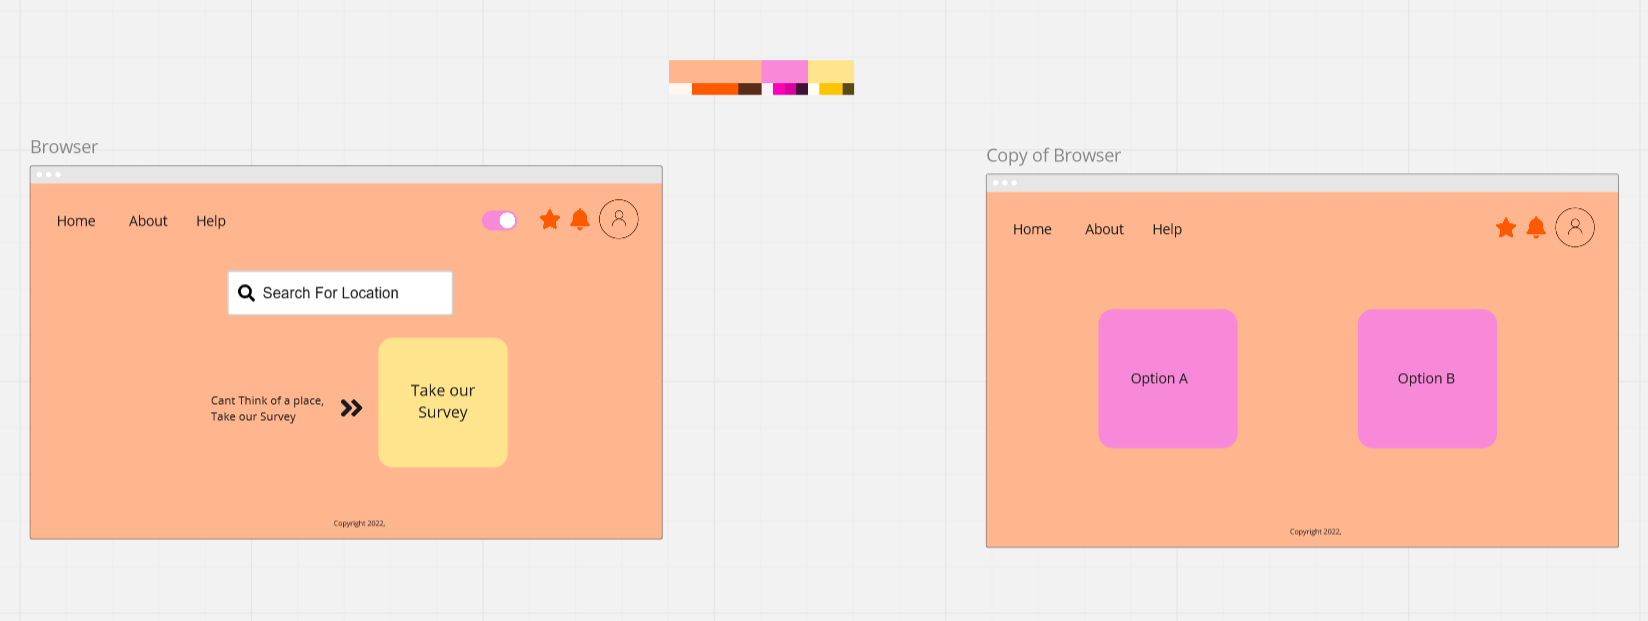 Browser
Home About Help
Search For Location
Take our
Survey
Cant Think of a place,
Take our Survey
Copyright 2022,
Copy of Browser
Home About Help
Option A
Option B
Copyright 2022,